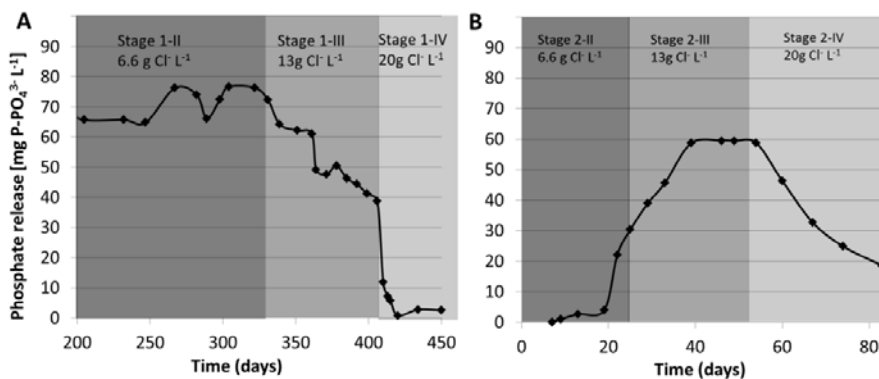 A
Stage 1-II
6.6 g Cl⁻ L⁻¹
Stage 1-III
13g Cl⁻ L⁻¹
Stage 1-IV
20g Cl⁻ L⁻¹
Phosphate release [mg P-PO₄³⁻ L⁻¹]
90
80
70
60
50
40
30
20
10
0
200
250
300
350
400
450
Time (days)
B
Stage 2-II
6.6 g Cl⁻ L⁻¹
Stage 2-III
13g Cl⁻ L⁻¹
Stage 2-IV
20g Cl⁻ L⁻¹
90
80
70
60
50
40
30
20
10
0
0
20
40
60
80
Time (days)